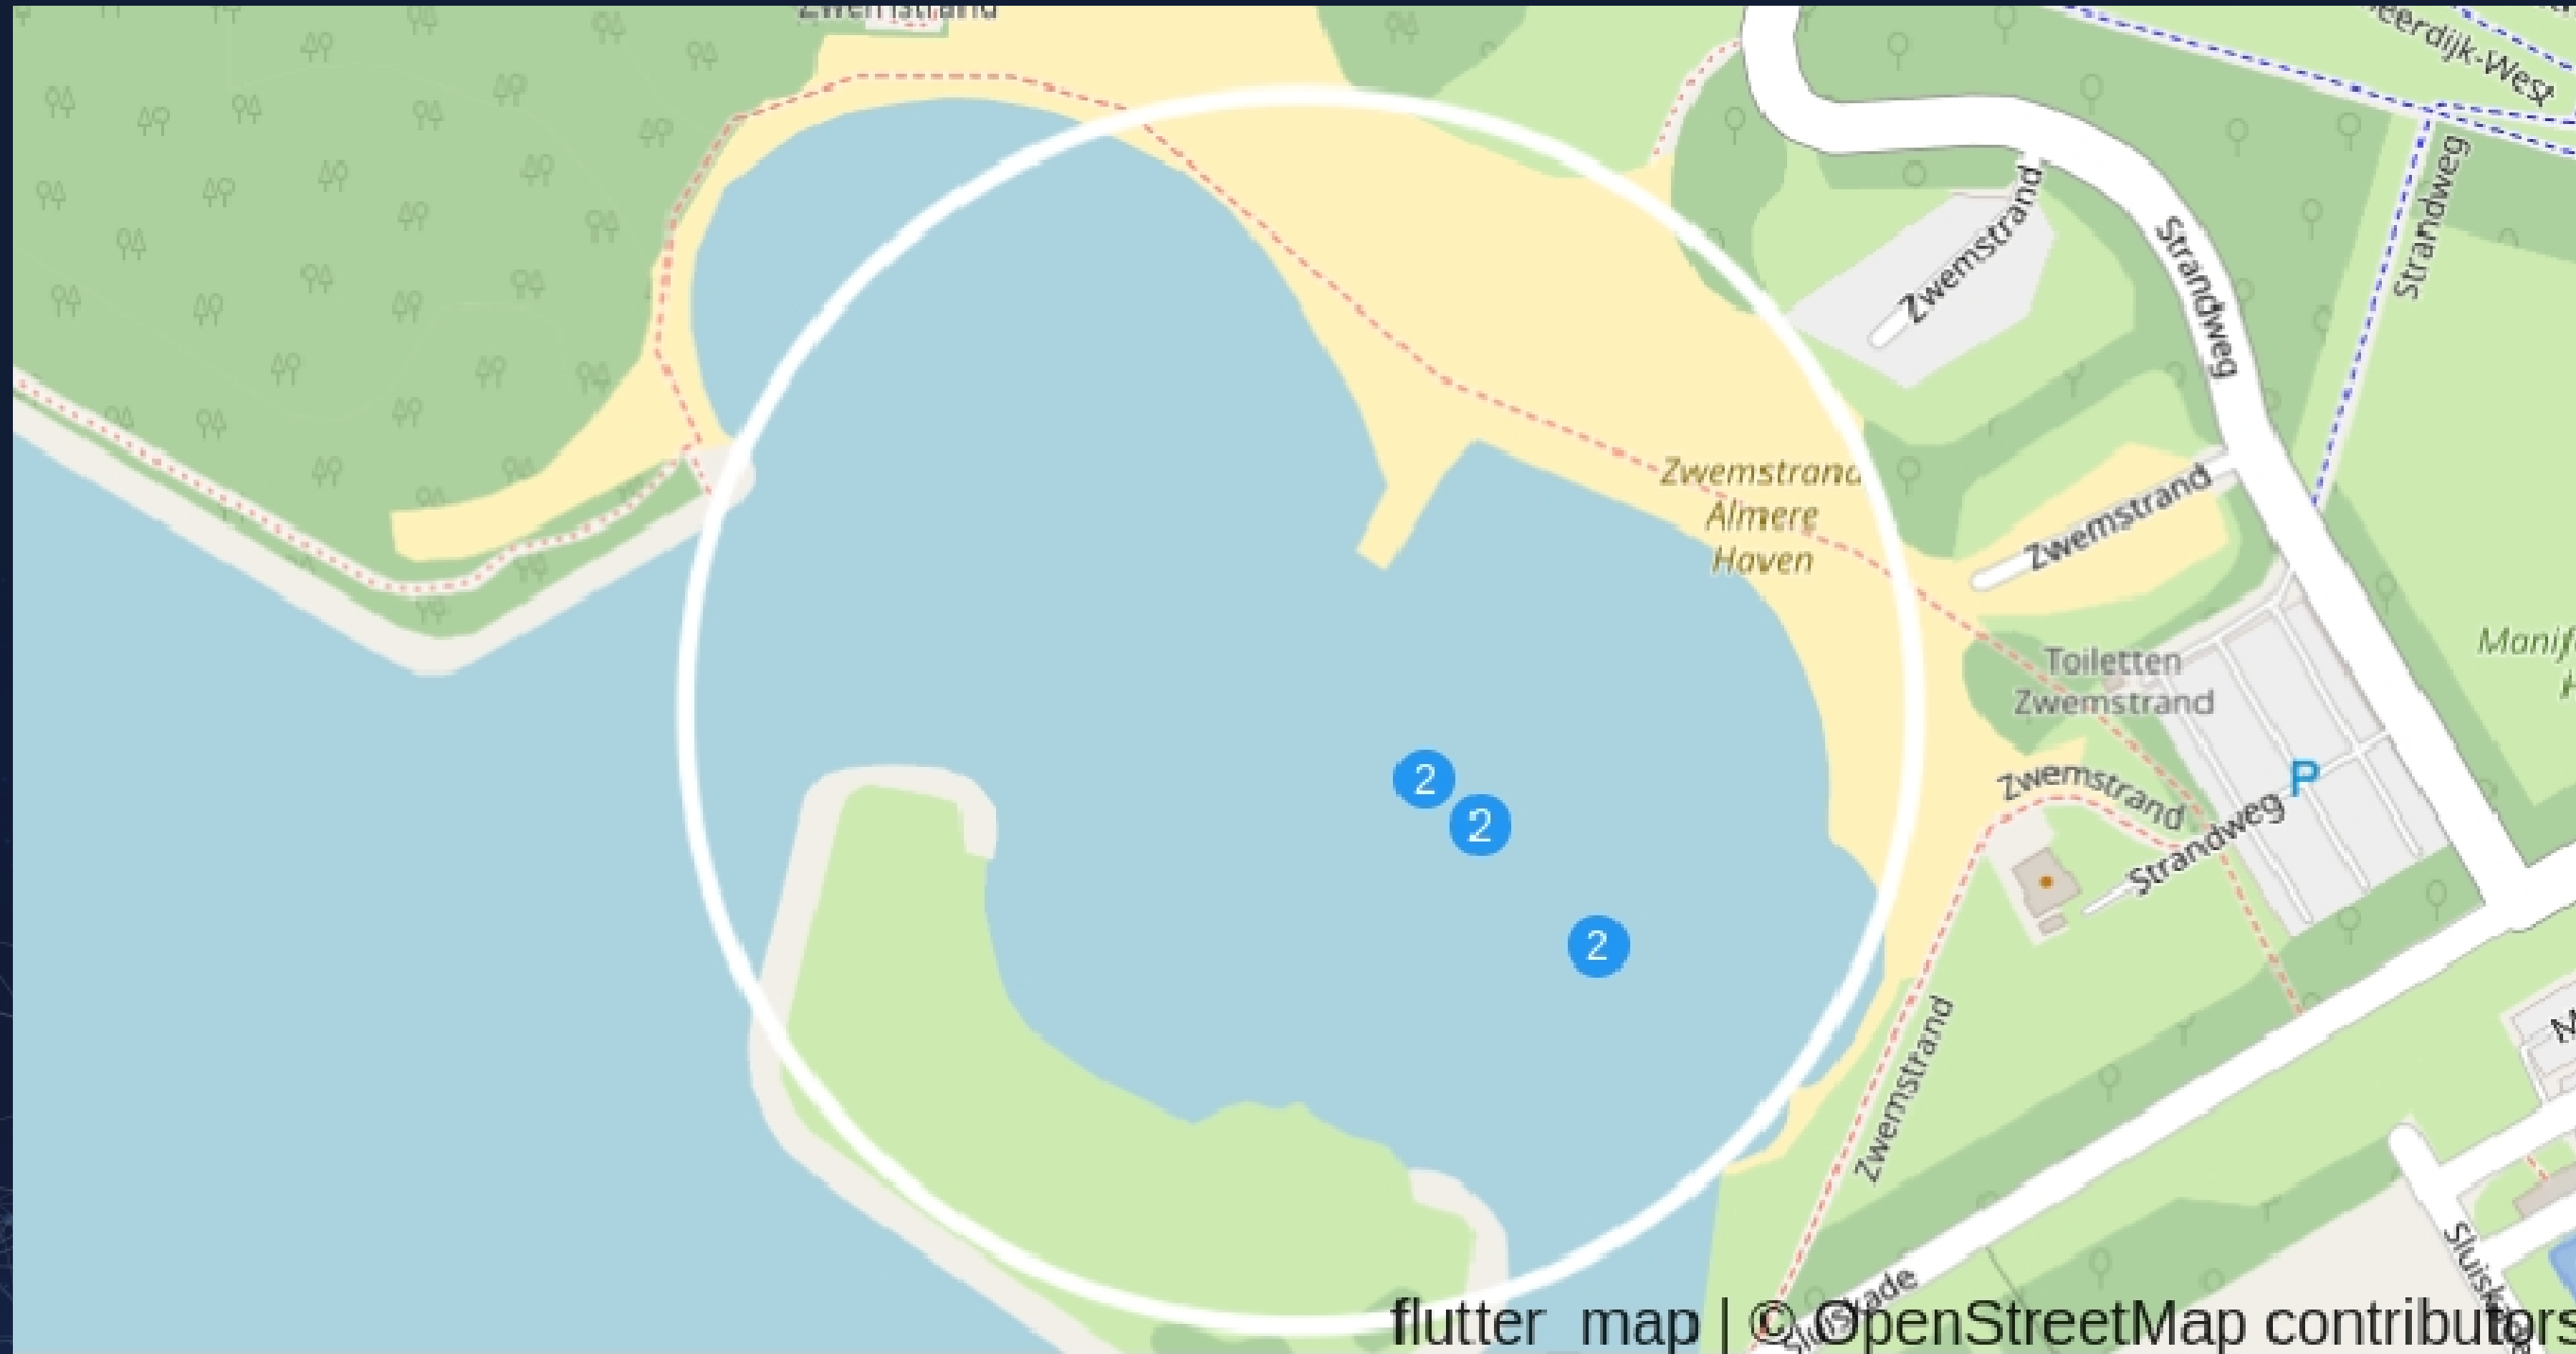 Zwemstrand
Strandweg
Zwemstrand
Strandweg
Zwemstrand
Almere
Haven
Zwemstrand
Toiletten
Zwemstrand
P
Zwemstrand
Strandweg
2
2
2
Zwemstrand
flutter_map | © OpenStreetMap contributors